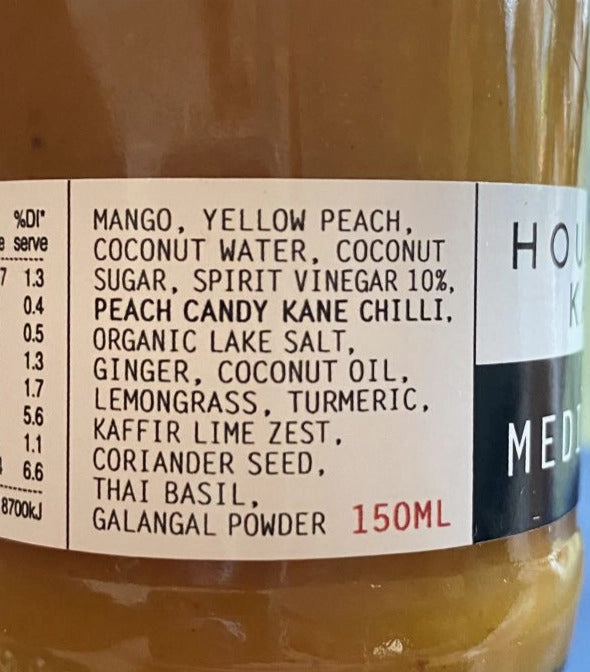 %DI*
serve
7 1.3
0.4
0.5
1.3
1.7
5.6
1.1
6.6
8700kJ
MANGO, YELLOW PEACH,
COCONUT WATER, COCONUT
SUGAR, SPIRIT VINEGAR 10%,
PEACH CANDY KANE CHILLI,
ORGANIC LAKE SALT,
GINGER, COCONUT OIL,
LEMONGRASS, TURMERIC,
KAFFIR LIME ZEST,
CORIANDER SEED,
THAI BASIL,
GALANGAL POWDER 150ML
HOU
K
MED